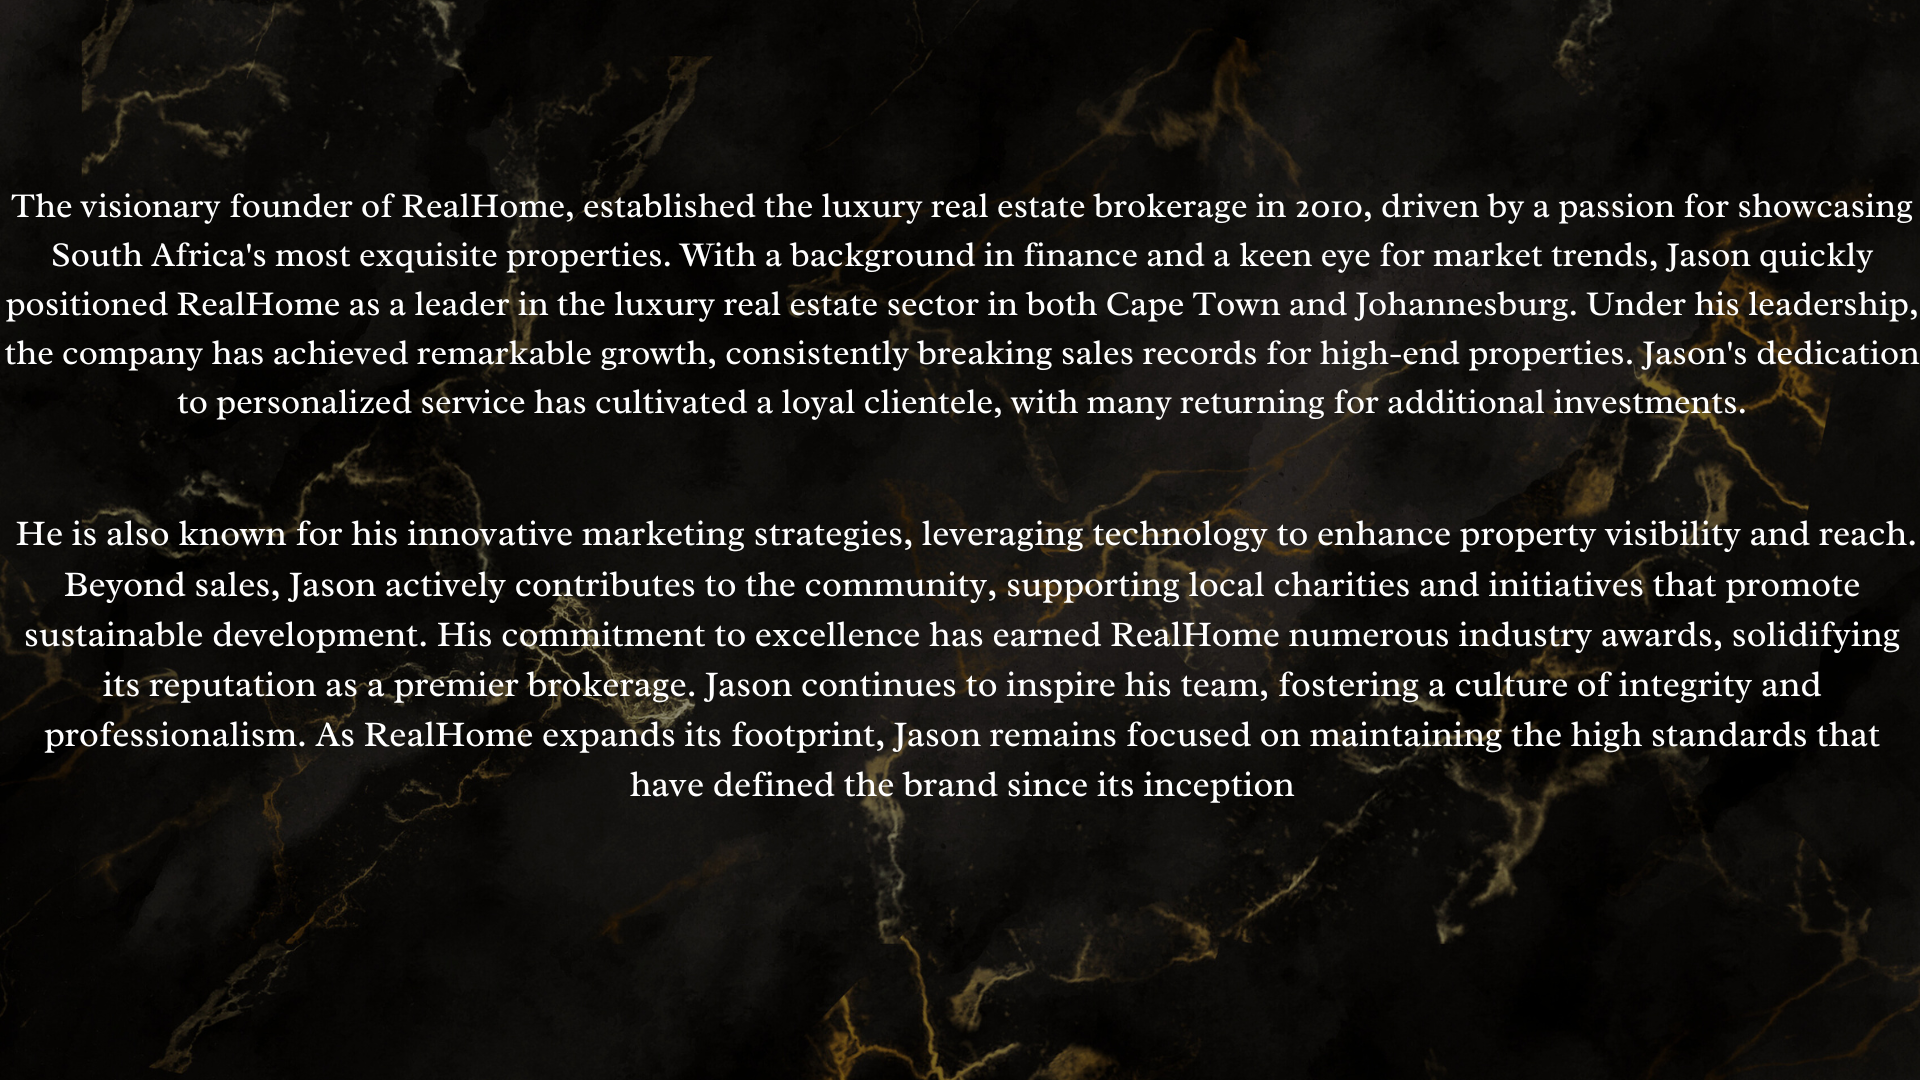 The visionary founder of RealHome, established the luxury real estate brokerage in 2010, driven by a passion for showcasing
South Africa's most exquisite properties. With a background in finance and a keen eye for market trends, Jason quickly
positioned RealHome as a leader in the luxury real estate sector in both Cape Town and Johannesburg. Under his leadership,
the company has achieved remarkable growth, consistently breaking sales records for high-end properties. Jason's dedication
to personalized service has cultivated a loyal clientele, with many returning for additional investments.
He is also known for his innovative marketing strategies, leveraging technology to enhance property visibility and reach.
Beyond sales, Jason actively contributes to the community, supporting local charities and initiatives that promote
sustainable development. His commitment to excellence has earned RealHome numerous industry awards, solidifying
its reputation as a premier brokerage. Jason continues to inspire his team, fostering a culture of integrity and
professionalism. As RealHome expands its footprint, Jason remains focused on maintaining the high standards that
have defined the brand since its inception